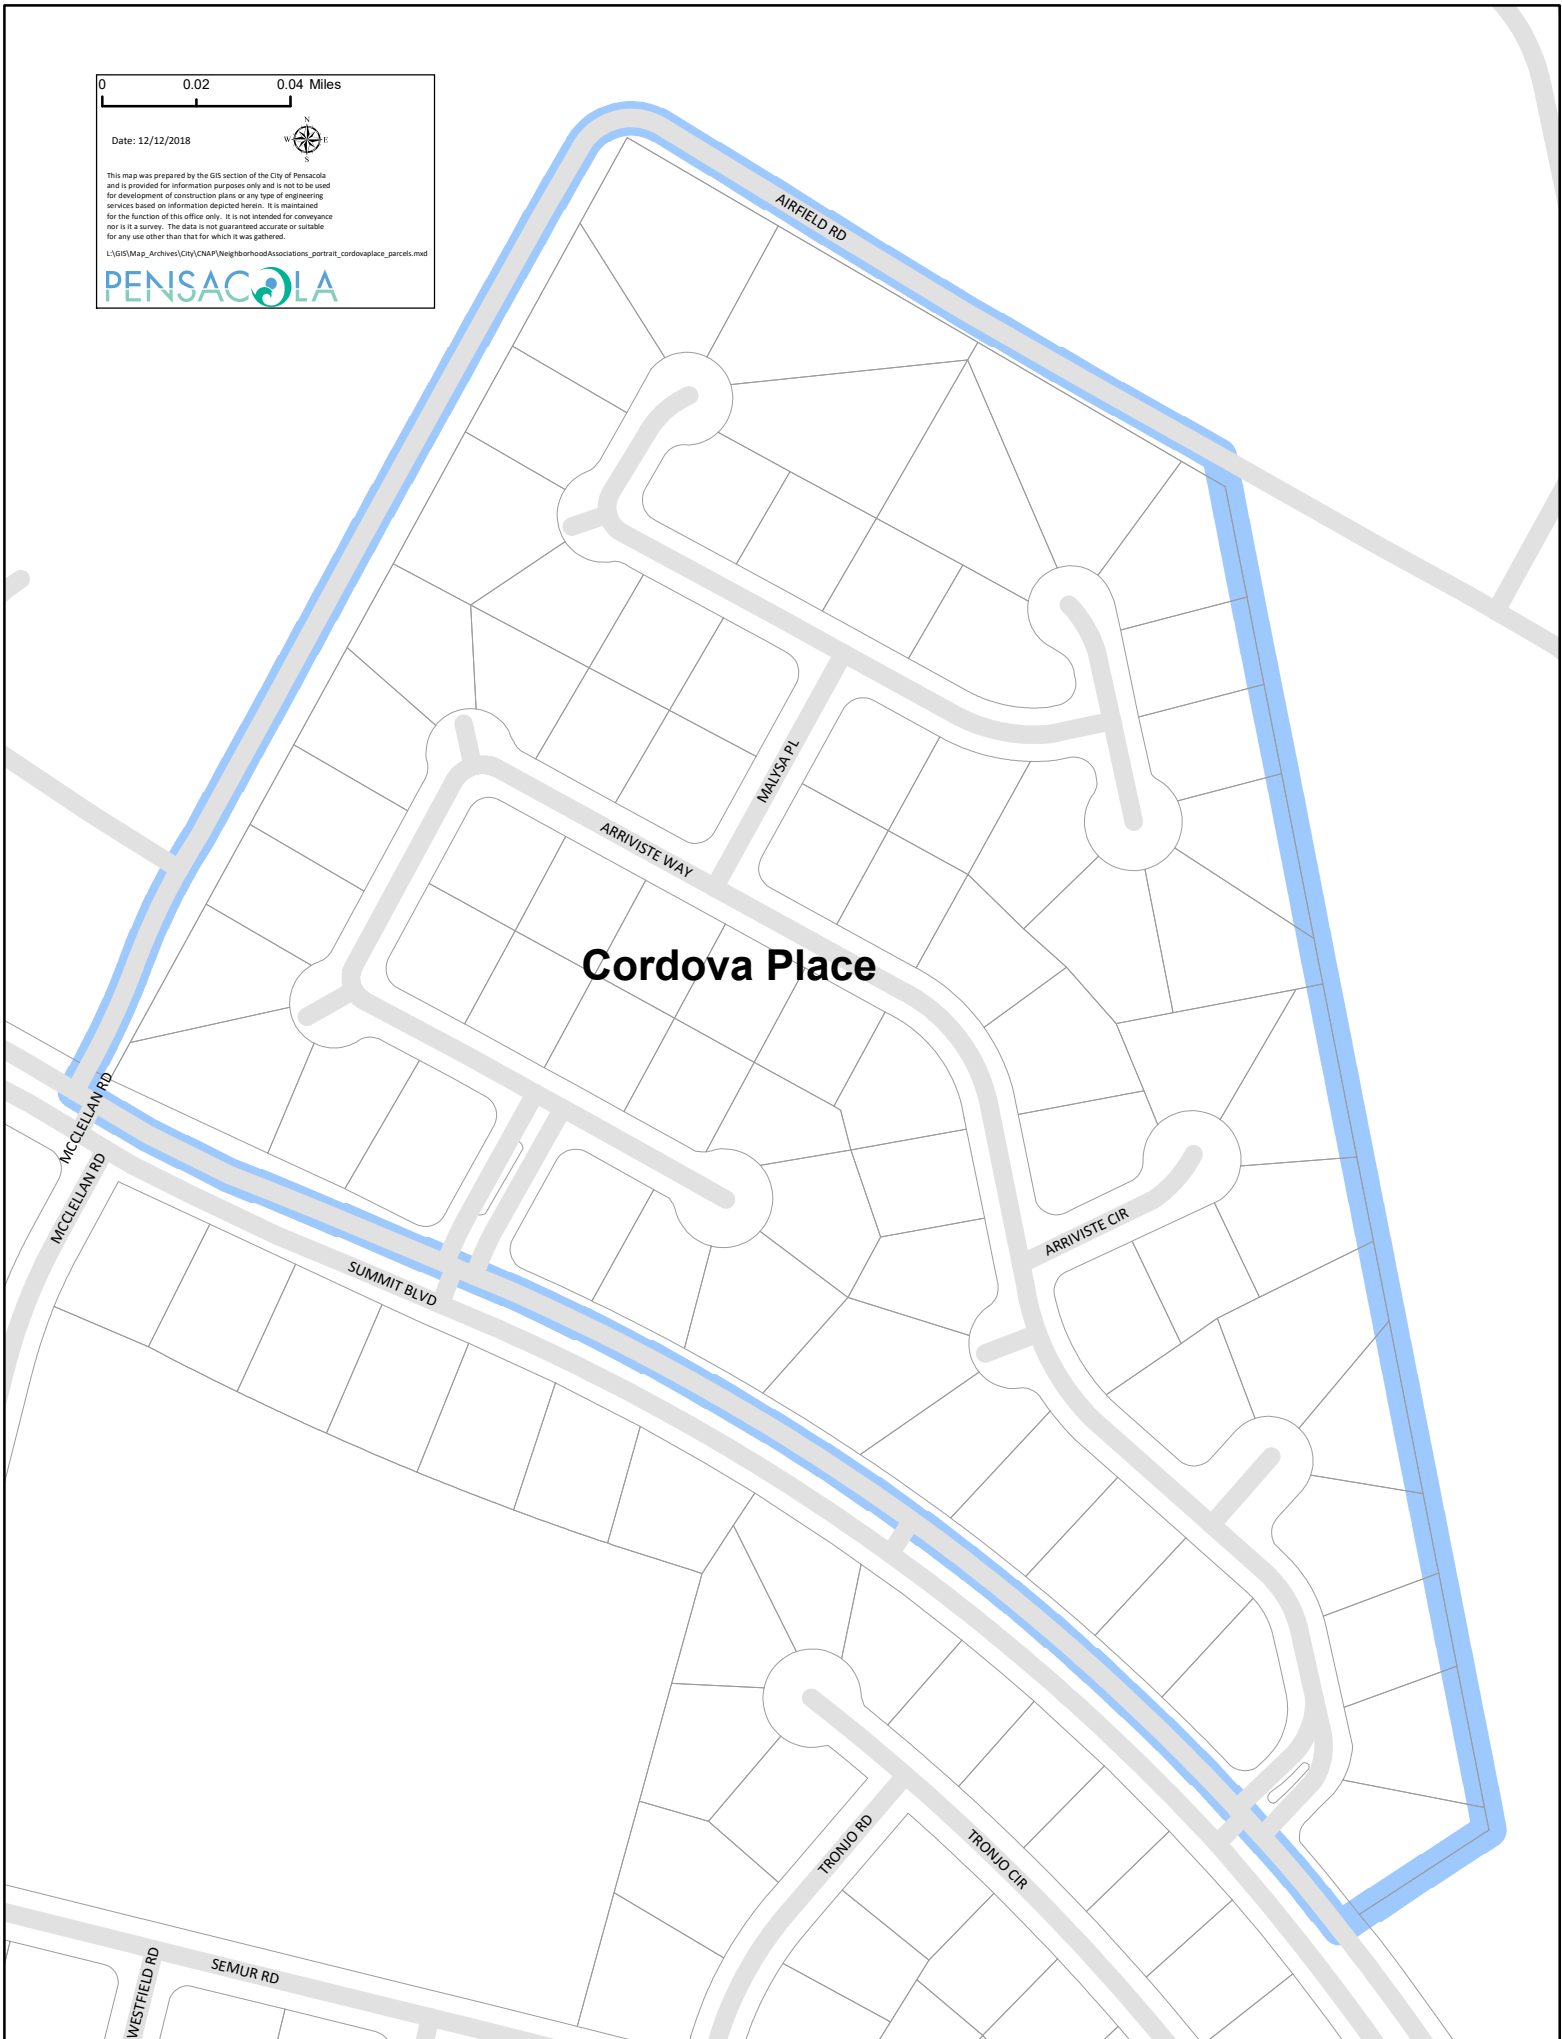 0 0.02 0.04 Miles
Date: 12/12/2018
N
W E
S
This map was prepared by the GIS section of the City of Pensacola
and is provided for information purposes only and is not to be used
for development of construction plans or any type of engineering
services based on information depicted herein. It is maintained
for the function of this office only. It is not intended for conveyance
nor is it a survey. The data is not guaranteed accurate or suitable
for any use other than that for which it was gathered.
L:\GIS\Map_Archives\City\CNAP\NeighborhoodAssociations_portrait_cordovaplace_parcels.mxd
PENSACOLA
AIRFIELD RD
MALYSA PL
ARRIVISTE WAY
Cordova Place
MCCLELLAN RD
MCCLELLAN RD
ARRIVISTE CIR
SUMMIT BLVD
TRONJO RD
TRONJO CIR
SEMUR RD
WESTFIELD RD